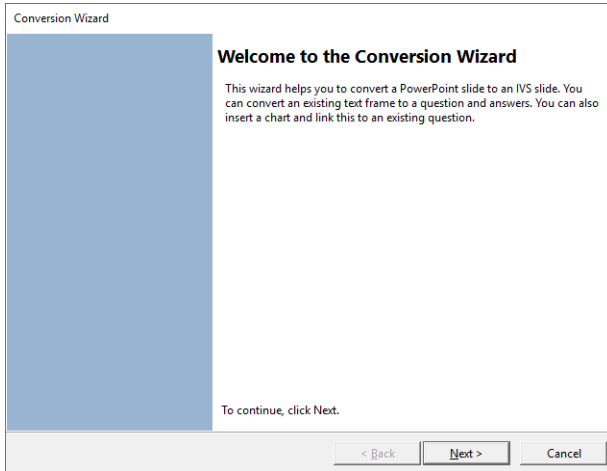 Conversion Wizard
Welcome to the Conversion Wizard
This wizard helps you to convert a PowerPoint slide to an IVS slide. You
can convert an existing text frame to a question and answers. You can also
insert a chart and link this to an existing question.
To continue, click Next.
< Back
Next >
Cancel